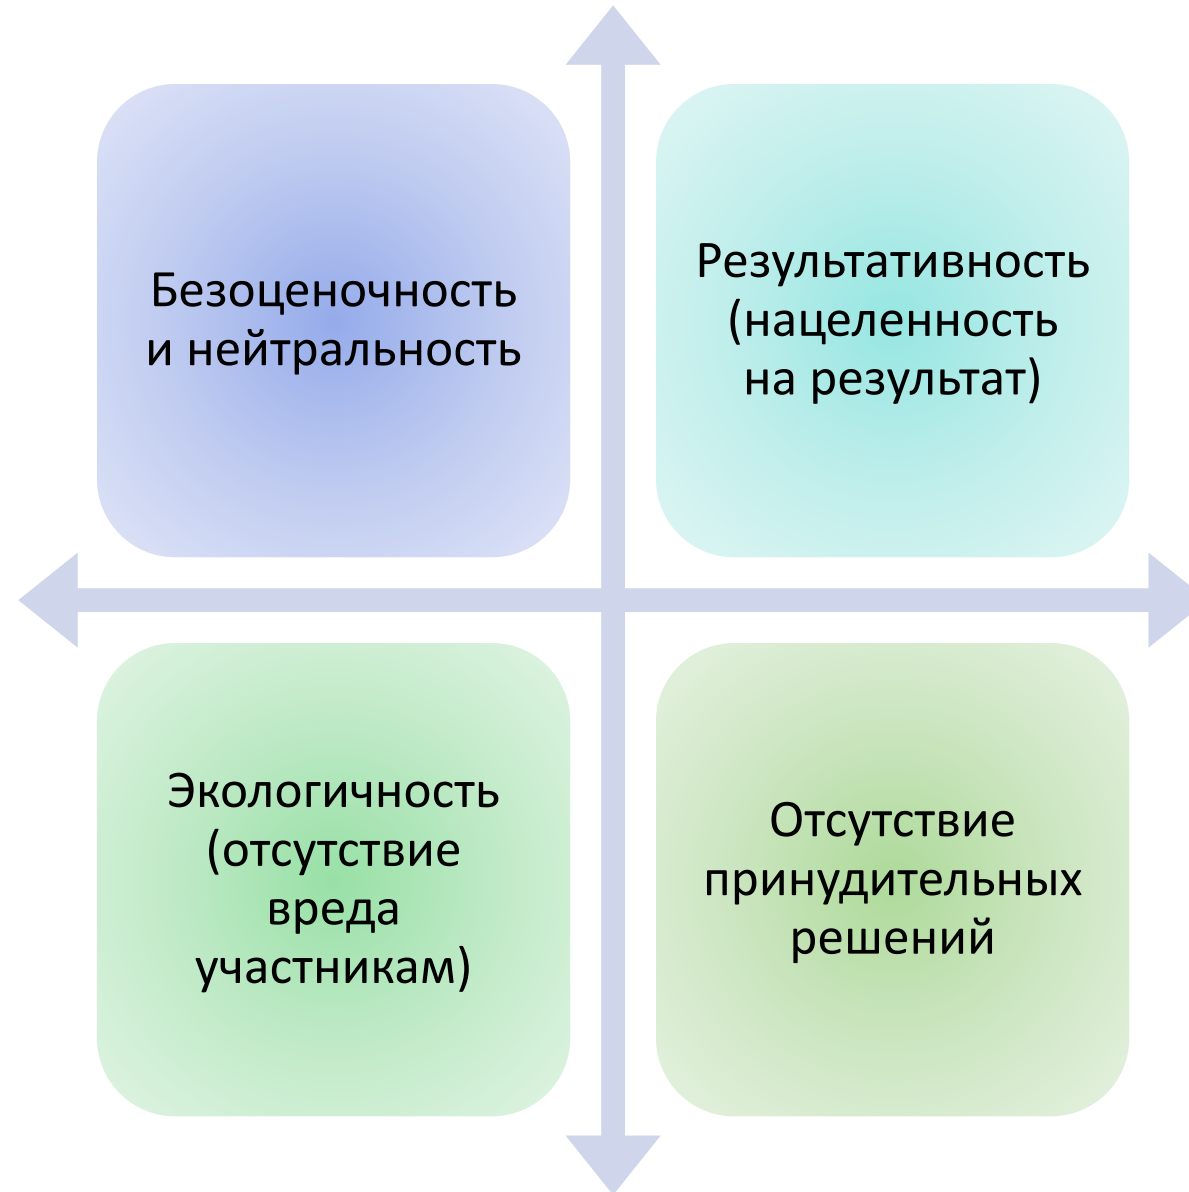 Безоценочность
и нейтральность
Результативность
(нацеленность
на результат)
Экологичность
(отсутствие
вреда
участникам)
Отсутствие
принудительных
решений